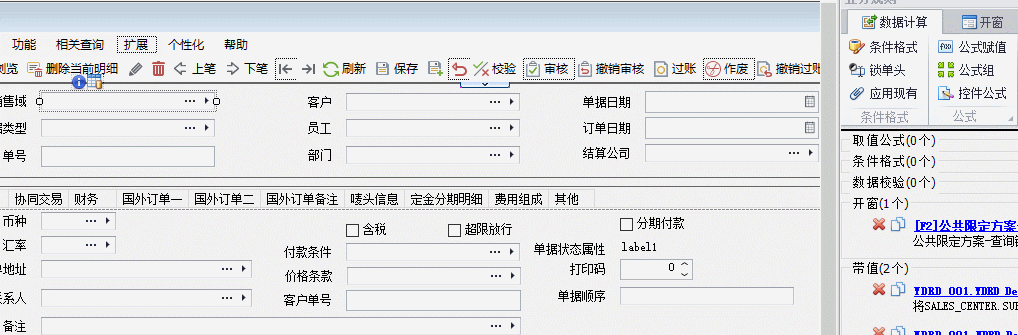 业务规则
数据计算 开窗
功能 相关查询 扩展 个性化 帮助
条件格式 公式赋值
浏览 删除当前明细 上笔 下笔 刷新 保存 校验 审核 撤销审核 过账 作废 撤销过账
锁单头 公式组
应用现有 控件公式
条件格式 公式
销售域 客户 单据日期
据类型 员工 订单日期
单号 部门 结算公司
取值公式(0个)
条件格式(0个)
数据校验(0个)
协同交易 财务 国外订单一 国外订单二 国外订单备注 唛头信息 定金分期明细 费用组成 其他
开窗(1个)
币种 含税 超限放行 分期付款
[F2]公共限定方案
公共限定方案-查询
汇率 付款条件 单据状态属性 label1
单地址 价格条款 打印码 0
带值(2个)
联系人 客户单号 单据顺序
YDRD_001.YDRD_De
将SALES_CENTER.SUP
备注
YDRD_001.YDRD_De